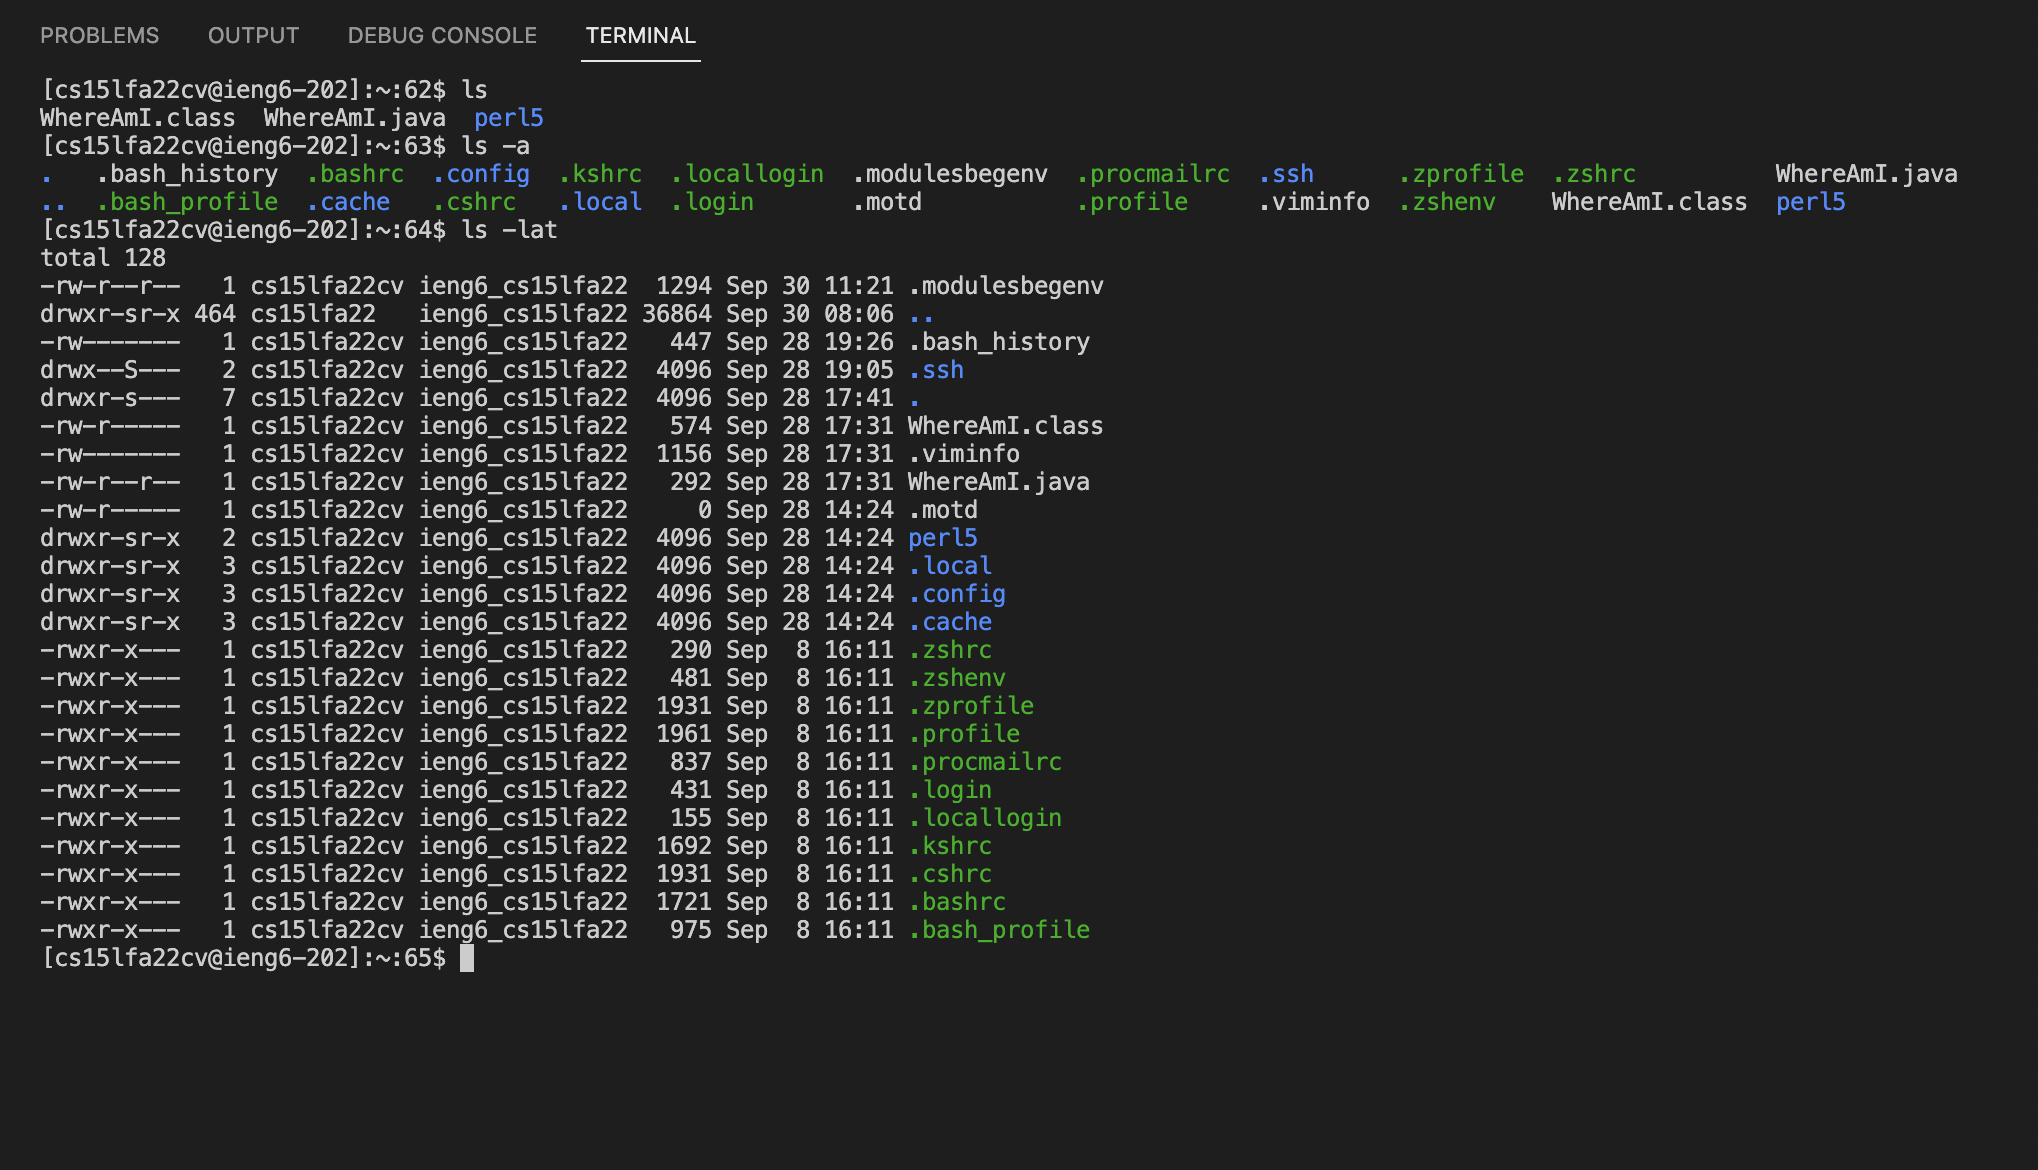 PROBLEMS OUTPUT DEBUG CONSOLE TERMINAL
[cs15lfa22cv@ieng6-202]:~:62$ ls
WhereAmI.class  WhereAmI.java  perl5
[cs15lfa22cv@ieng6-202]:~:63$ ls -a
.   .bash_history  .bashrc  .config  .kshrc  .locallogin  .modulesbegenv  .procmailrc  .ssh      .zprofile  .zshrc          WhereAmI.java
..  .bash_profile  .cache   .cshrc   .local  .login       .motd           .profile     .viminfo  .zshenv    WhereAmI.class  perl5
[cs15lfa22cv@ieng6-202]:~:64$ ls -lat
total 128
-rw-r--r--   1 cs15lfa22cv ieng6_cs15lfa22  1294 Sep 30 11:21 .modulesbegenv
drwxr-sr-x 464 cs15lfa22   ieng6_cs15lfa22 36864 Sep 30 08:06 ..
-rw-------   1 cs15lfa22cv ieng6_cs15lfa22   447 Sep 28 19:26 .bash_history
drwx--S---   2 cs15lfa22cv ieng6_cs15lfa22  4096 Sep 28 19:05 .ssh
drwxr-s---   7 cs15lfa22cv ieng6_cs15lfa22  4096 Sep 28 17:41 .
-rw-r-----   1 cs15lfa22cv ieng6_cs15lfa22   574 Sep 28 17:31 WhereAmI.class
-rw-------   1 cs15lfa22cv ieng6_cs15lfa22  1156 Sep 28 17:31 .viminfo
-rw-r--r--   1 cs15lfa22cv ieng6_cs15lfa22   292 Sep 28 17:31 WhereAmI.java
-rw-r-----   1 cs15lfa22cv ieng6_cs15lfa22     0 Sep 28 14:24 .motd
drwxr-sr-x   2 cs15lfa22cv ieng6_cs15lfa22  4096 Sep 28 14:24 perl5
drwxr-sr-x   3 cs15lfa22cv ieng6_cs15lfa22  4096 Sep 28 14:24 .local
drwxr-sr-x   3 cs15lfa22cv ieng6_cs15lfa22  4096 Sep 28 14:24 .config
drwxr-sr-x   3 cs15lfa22cv ieng6_cs15lfa22  4096 Sep 28 14:24 .cache
-rwxr-x---   1 cs15lfa22cv ieng6_cs15lfa22   290 Sep  8 16:11 .zshrc
-rwxr-x---   1 cs15lfa22cv ieng6_cs15lfa22   481 Sep  8 16:11 .zshenv
-rwxr-x---   1 cs15lfa22cv ieng6_cs15lfa22  1931 Sep  8 16:11 .zprofile
-rwxr-x---   1 cs15lfa22cv ieng6_cs15lfa22  1961 Sep  8 16:11 .profile
-rwxr-x---   1 cs15lfa22cv ieng6_cs15lfa22   837 Sep  8 16:11 .procmailrc
-rwxr-x---   1 cs15lfa22cv ieng6_cs15lfa22   431 Sep  8 16:11 .login
-rwxr-x---   1 cs15lfa22cv ieng6_cs15lfa22   155 Sep  8 16:11 .locallogin
-rwxr-x---   1 cs15lfa22cv ieng6_cs15lfa22  1692 Sep  8 16:11 .kshrc
-rwxr-x---   1 cs15lfa22cv ieng6_cs15lfa22  1931 Sep  8 16:11 .cshrc
-rwxr-x---   1 cs15lfa22cv ieng6_cs15lfa22  1721 Sep  8 16:11 .bashrc
-rwxr-x---   1 cs15lfa22cv ieng6_cs15lfa22   975 Sep  8 16:11 .bash_profile
[cs15lfa22cv@ieng6-202]:~:65$